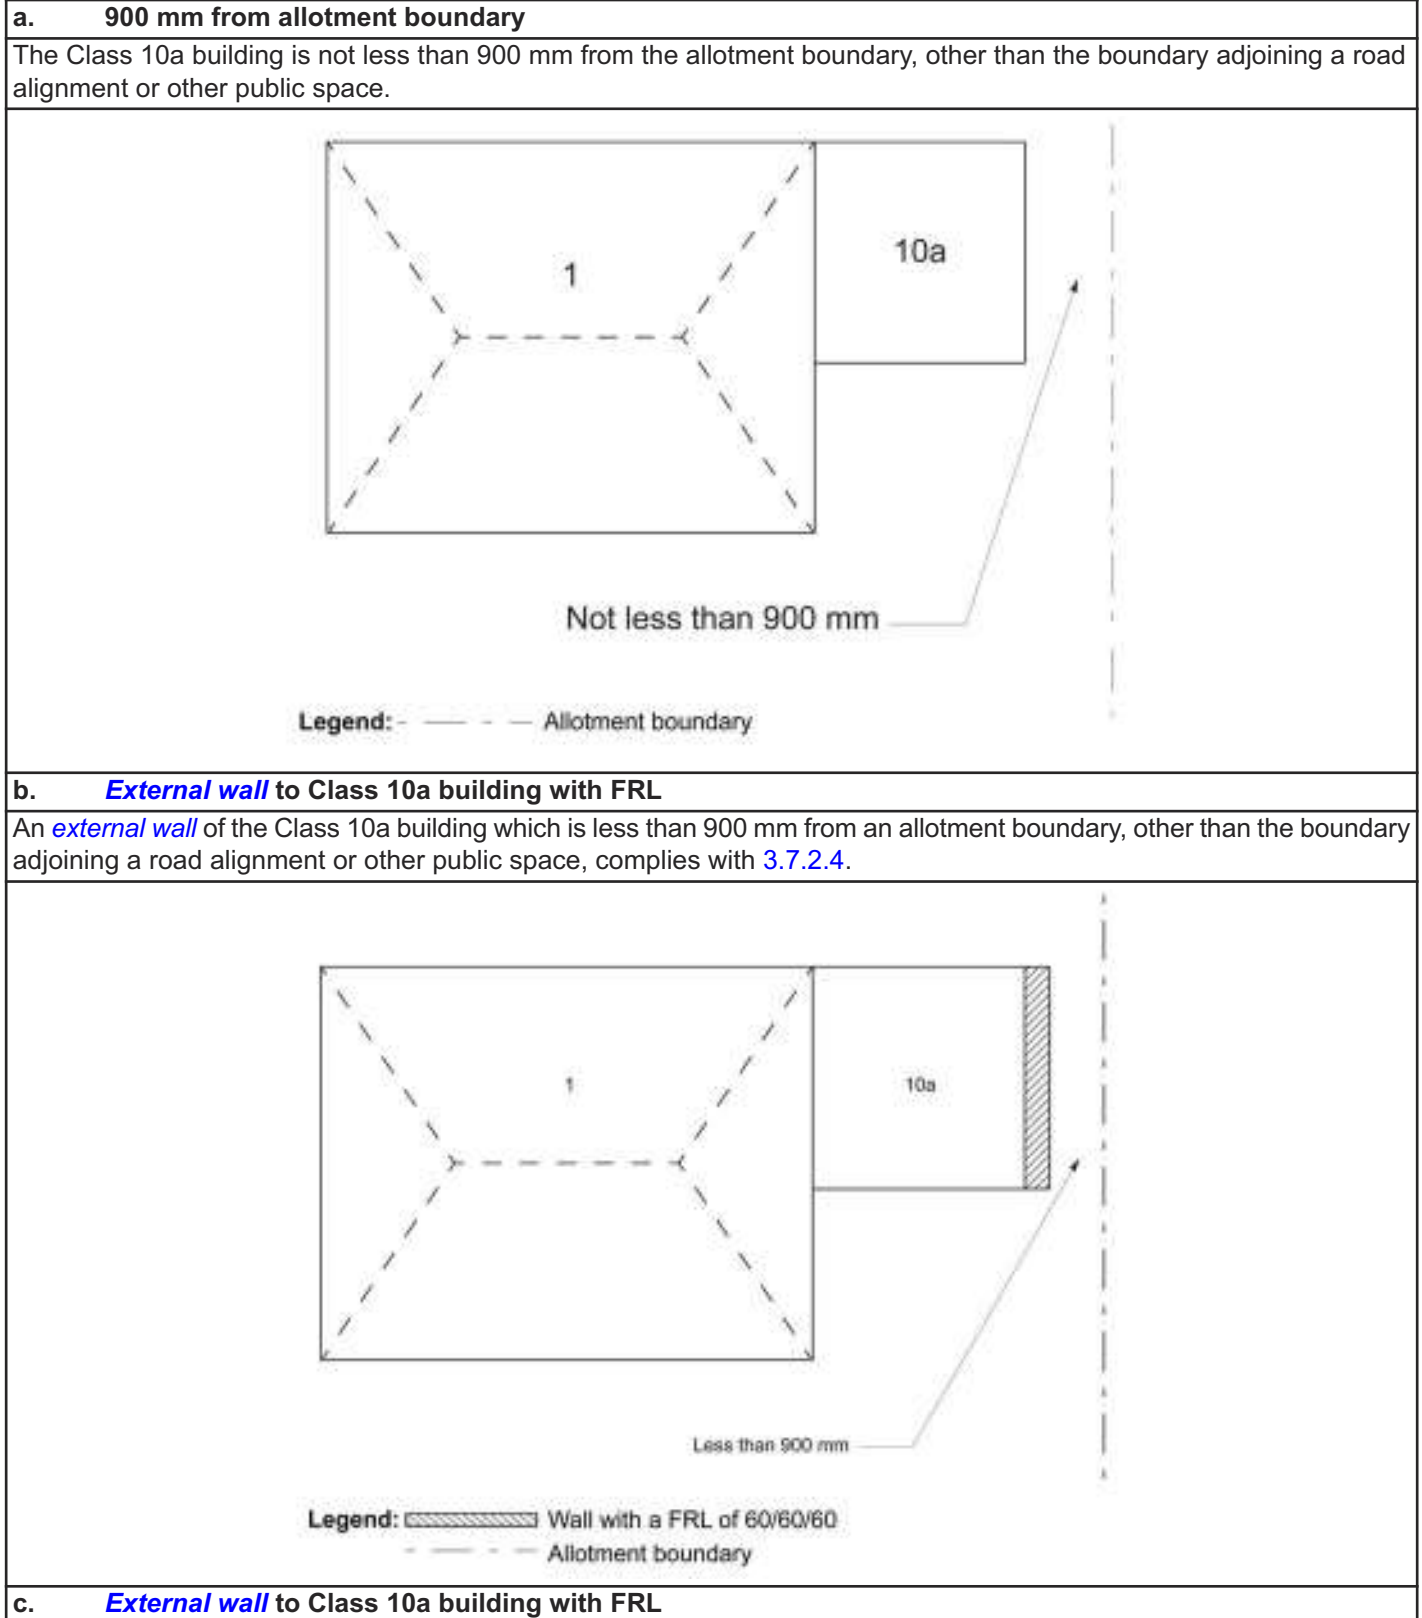 a. 900 mm from allotment boundary
The Class 10a building is not less than 900 mm from the allotment boundary, other than the boundary adjoining a road
alignment or other public space.
1
10a
Not less than 900 mm
Legend: Allotment boundary
b. External wall to Class 10a building with FRL
An external wall of the Class 10a building which is less than 900 mm from an allotment boundary, other than the boundary
adjoining a road alignment or other public space, complies with 3.7.2.4.
1
10a
Less than 900 mm
Legend: Wall with a FRL of 60/60/60
Allotment boundary
c. External wall to Class 10a building with FRL